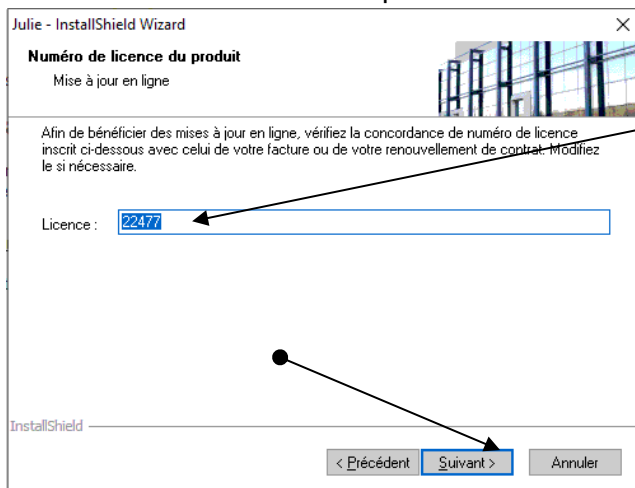 Julie - InstallShield Wizard
Numéro de licence du produit
Mise à jour en ligne
Afin de bénéficier des mises à jour en ligne, vérifiez la concordance de numéro de licence
inscrit ci-dessous avec celui de votre facture ou de votre renouvellement de contrat. Modifiez
le si nécessaire.
Licence : 22477
InstallShield
< Précédent Suivant > Annuler